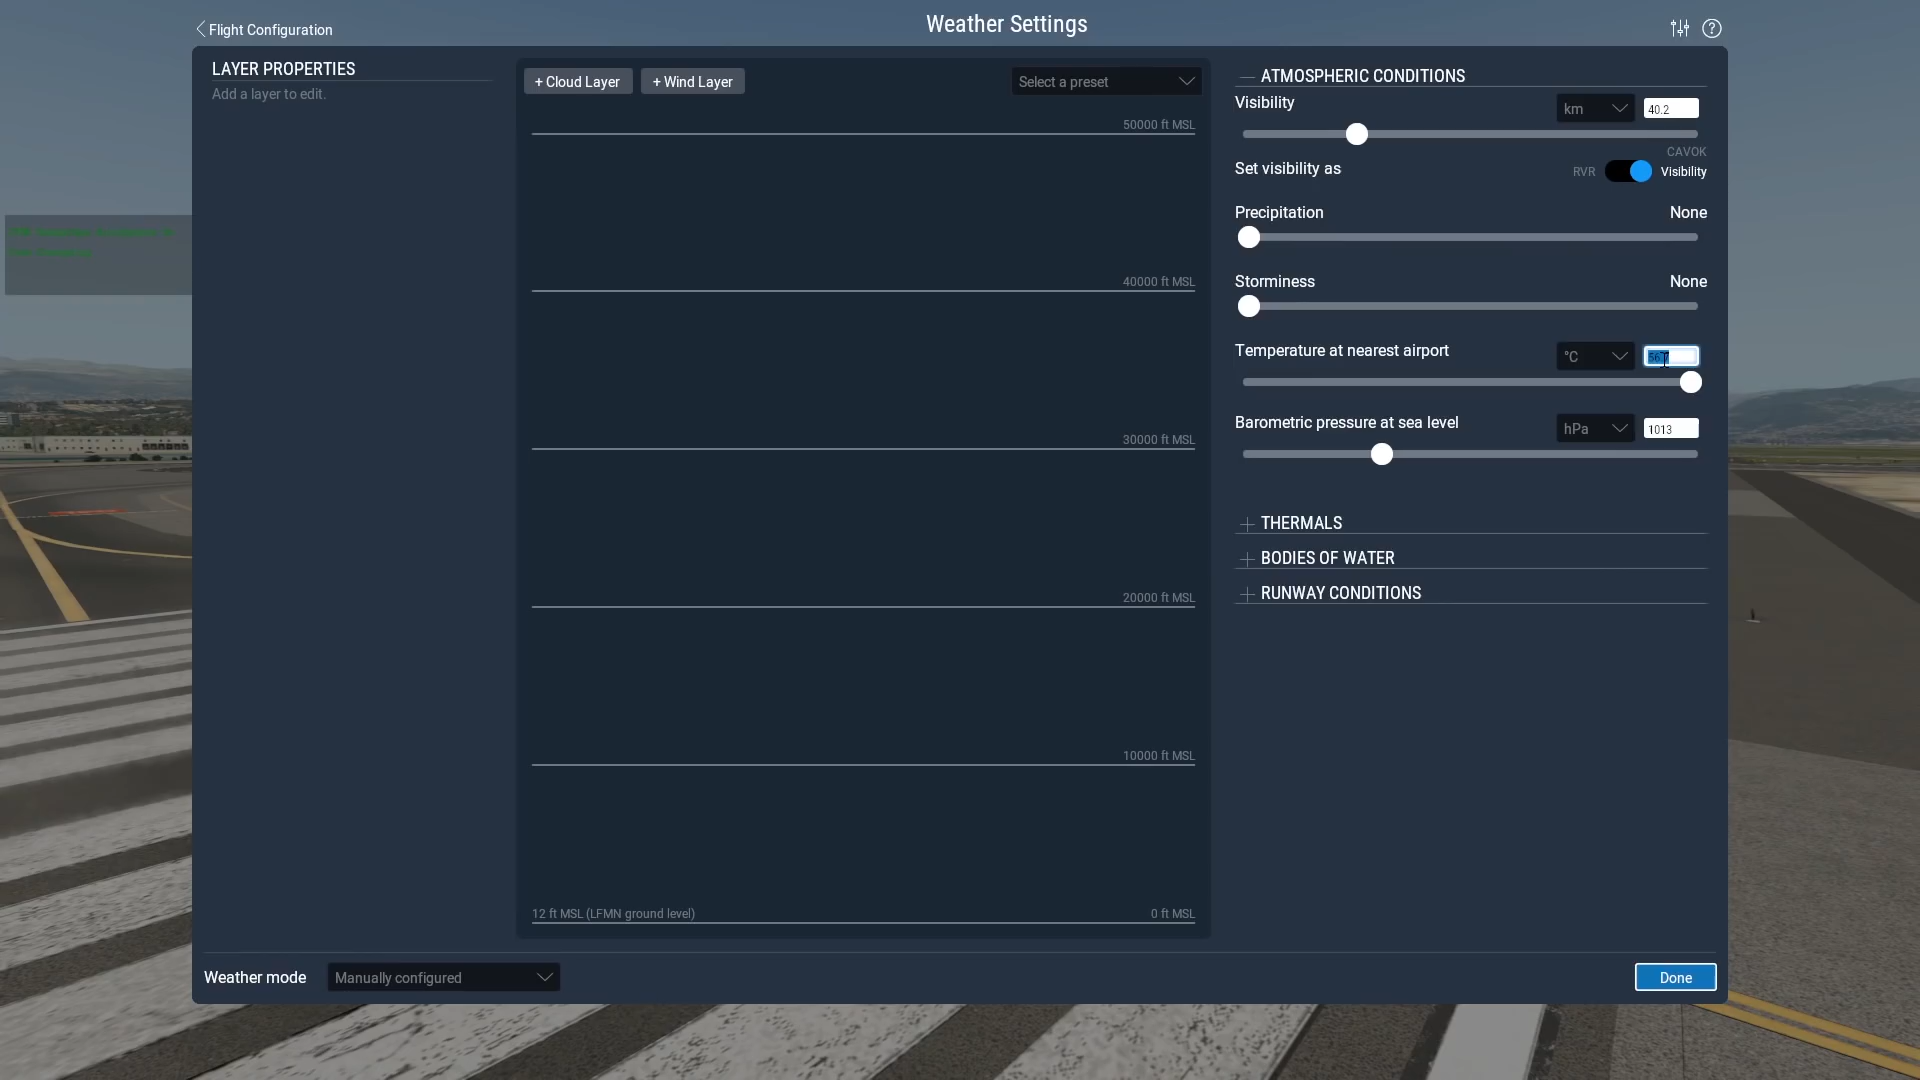 Flight Configuration
Weather Settings
LAYER PROPERTIES
Add a layer to edit.
+ Cloud Layer
+ Wind Layer
Select a preset
50000 ft MSL
40000 ft MSL
30000 ft MSL
20000 ft MSL
10000 ft MSL
12 ft MSL (LFMN ground level)
0 ft MSL
ATMOSPHERIC CONDITIONS
Visibility
km
40.2
CAVOK
Set visibility as
RVR
Visibility
Precipitation
None
Storminess
None
Temperature at nearest airport
°C
Barometric pressure at sea level
hPa
1013
THERMALS
BODIES OF WATER
RUNWAY CONDITIONS
Weather mode
Manually configured
Done